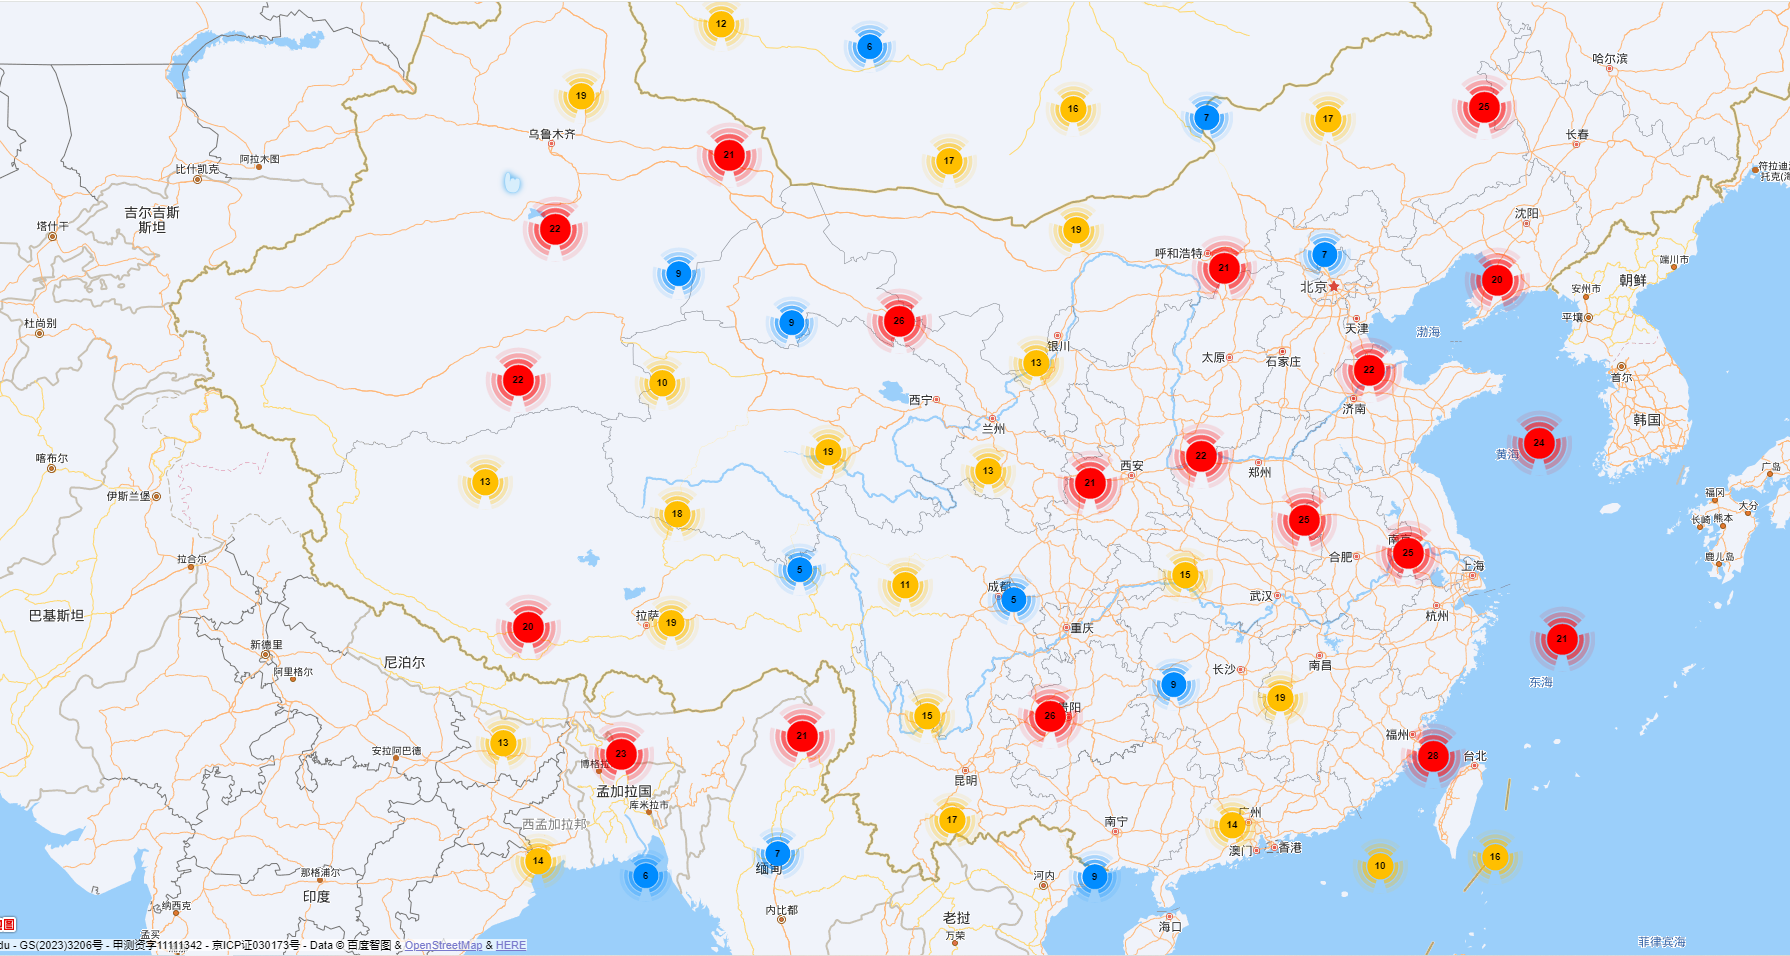 12
6
哈尔滨
19
16
7
17
25
乌鲁木齐
长春
21
17
阿拉木图
比什凯克
托克(海
吉尔吉斯
斯坦
塔什干
22
19
沈阳
呼和浩特
21
7
端川市
9
北京
20
朝鲜
安州市
杜尚别
9
26
天津
渤海
平壤
银川
太原
石家庄
13
22
10
22
首尔
西宁
济南
兰州
韩国
19
24
喀布尔
13
13
21
西安
22
郑州
黄海
广岛
伊斯兰堡
福冈
大分
18
25
长崎
熊本
拉合尔
5
合肥
25
鹿儿岛
11
成都
5
15
上海
巴基斯坦
拉萨
19
武汉
杭州
20
重庆
21
新德里
尼泊尔
长沙
南昌
阿里格尔
9
19
东海
15
26
贵阳
13
23
21
福州
28
台北
安拉阿巴德
昆明
孟加拉国
库米拉市
西孟加拉邦
17
南宁
14
广州
澳门
香港
14
6
7
缅甸
河内
9
10
16
那格浦尔
印度
纳西克
内比都
老挝
海口
孟买
万荣
菲律宾海
du - GS(2023)3206号 - 甲测资字11111342 - 京ICP证030173号 - Data © 百度智图 & OpenStreetMap & HERE